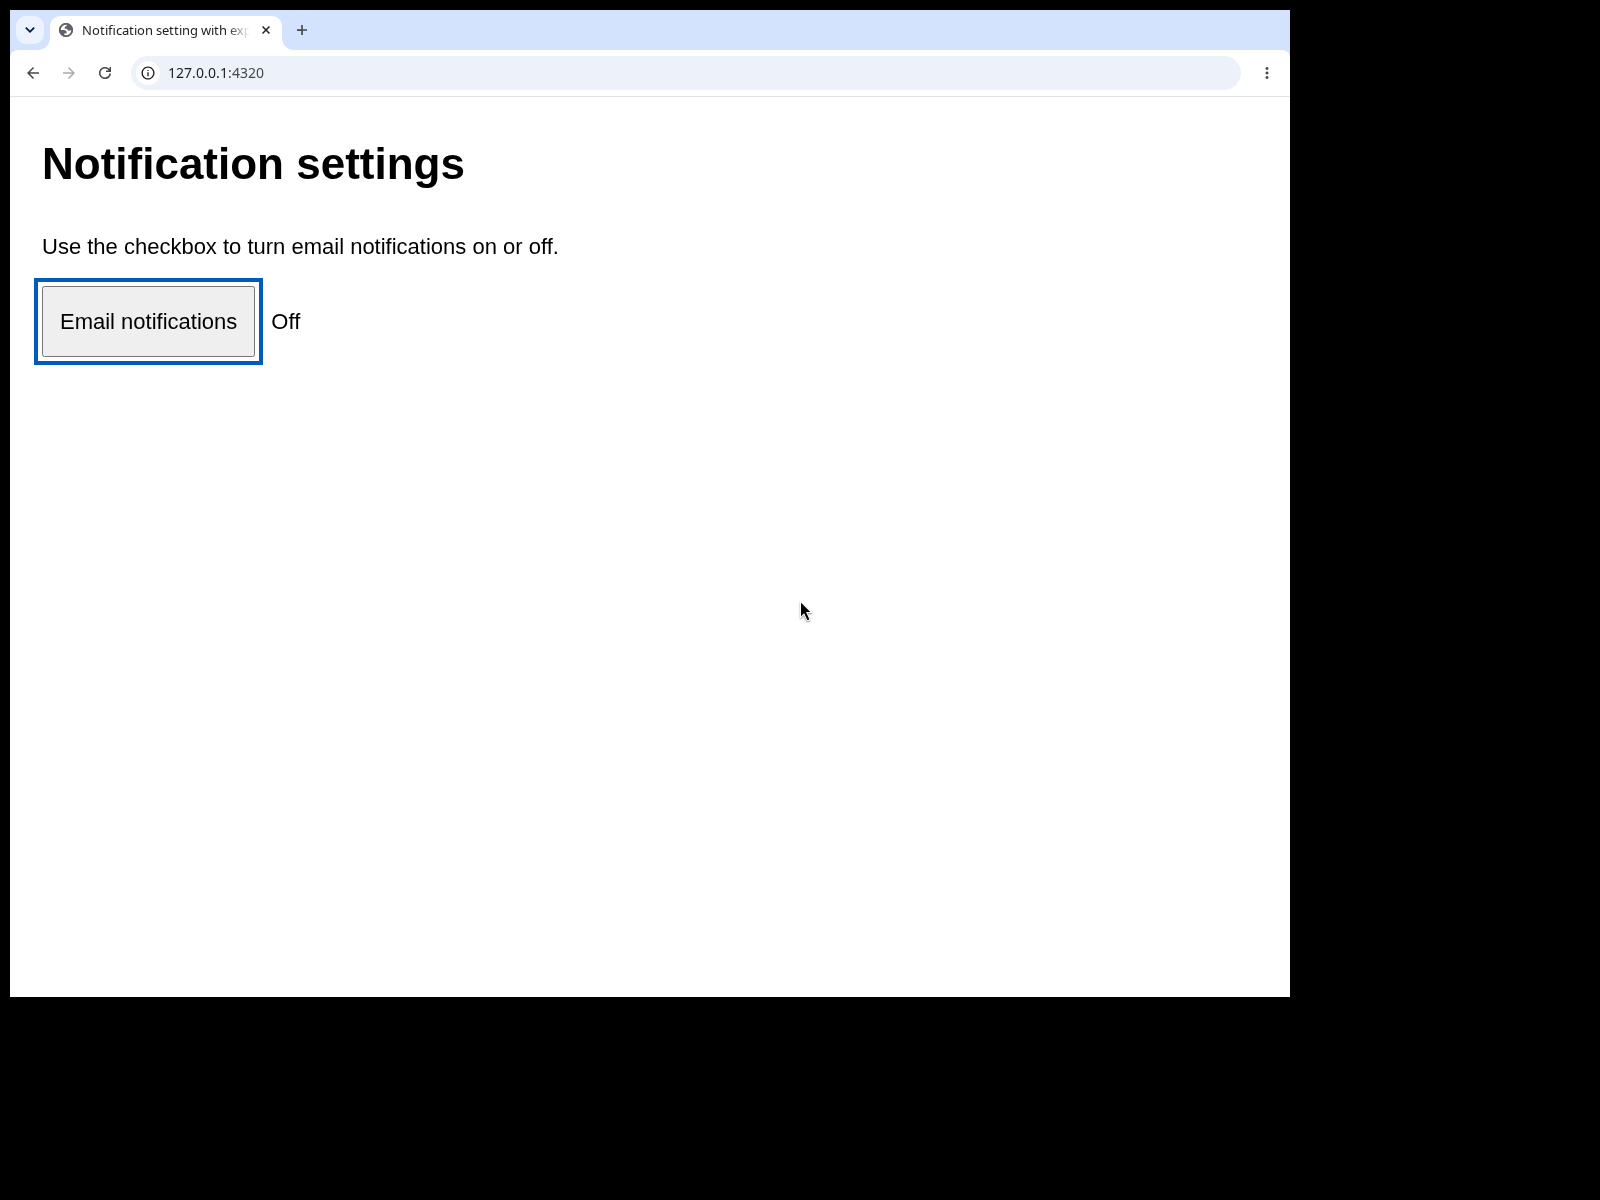 Notification setting with exp
127.0.0.1:4320
Notification settings
Use the checkbox to turn email notifications on or off.
Email notifications Off